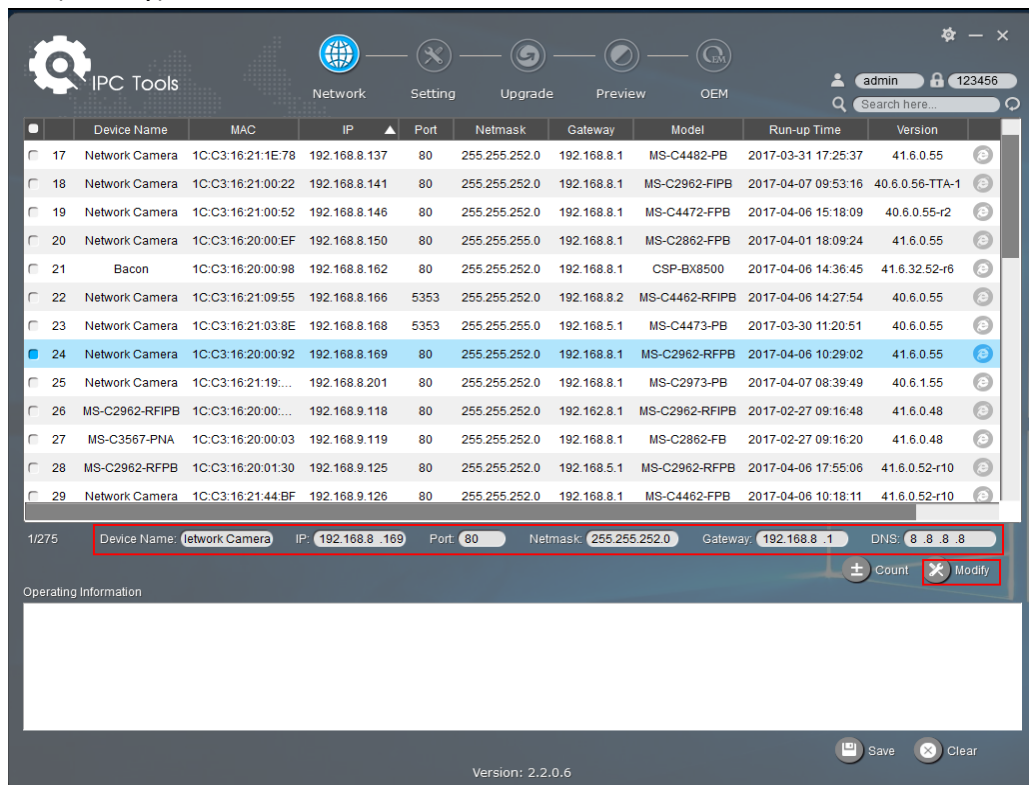 IPC Tools
Network Setting Upgrade Preview OEM
admin 123456
Search here...
Device Name MAC IP Port Netmask Gateway Model Run-up Time Version
17 Network Camera 1C:C3:16:21:1E:78 192.168.8.137 80 255.255.252.0 192.168.8.1 MS-C4482-PB 2017-03-31 17:25:37 41.6.0.55
18 Network Camera 1C:C3:16:21:00:22 192.168.8.141 80 255.255.252.0 192.168.8.1 MS-C2962-FIPB 2017-04-07 09:53:16 40.6.0.56-TTA-1
19 Network Camera 1C:C3:16:21:00:52 192.168.8.146 80 255.255.252.0 192.168.8.1 MS-C4472-FPB 2017-04-06 15:18:09 40.6.0.55-r2
20 Network Camera 1C:C3:16:20:00:EF 192.168.8.150 80 255.255.255.0 192.168.8.1 MS-C2862-FPB 2017-04-01 18:09:24 41.6.0.55
21 Bacon 1C:C3:16:20:00:98 192.168.8.162 80 255.255.255.0 192.168.8.1 CSP-BX8500 2017-04-06 14:36:45 41.6.32.52-r6
22 Network Camera 1C:C3:16:21:09:55 192.168.8.166 5353 255.255.252.0 192.168.8.2 MS-C4462-RFIPB 2017-04-06 14:27:54 40.6.0.55
23 Network Camera 1C:C3:16:21:03:8E 192.168.8.168 5353 255.255.255.0 192.168.5.1 MS-C4473-PB 2017-03-30 11:20:51 40.6.0.55
24 Network Camera 1C:C3:16:20:00:92 192.168.8.169 80 255.255.252.0 192.168.8.1 MS-C2962-RFPB 2017-04-06 10:29:02 41.6.0.55
25 Network Camera 1C:C3:16:21:19:... 192.168.8.201 80 255.255.252.0 192.168.8.1 MS-C2973-PB 2017-04-07 08:39:49 40.6.1.55
26 MS-C2962-RFIPB 1C:C3:16:20:00:... 192.168.9.118 80 255.255.252.0 192.162.8.1 MS-C2962-RFIPB 2017-02-27 09:16:48 41.6.0.48
27 MS-C3567-PNA 1C:C3:16:20:00:03 192.168.9.119 80 255.255.252.0 192.168.8.1 MS-C2862-FB 2017-02-27 09:16:20 41.6.0.48
28 MS-C2962-RFPB 1C:C3:16:20:01:30 192.168.9.125 80 255.255.252.0 192.168.5.1 MS-C2962-RFPB 2017-04-06 17:55:06 41.6.0.52-r10
29 Network Camera 1C:C3:16:21:44:BF 192.168.9.126 80 255.255.252.0 192.168.8.1 MS-C4462-FPB 2017-04-06 10:18:11 41.6.0.52-r10
1/275 Device Name: letwork Camera IP: 192.168.8 .169 Port: 80 Netmask: 255.255.252.0 Gateway: 192.168.8 .1 DNS: 8 .8 .8 .8
Count Modify
Operating Information
Save Clear
Version: 2.2.0.6